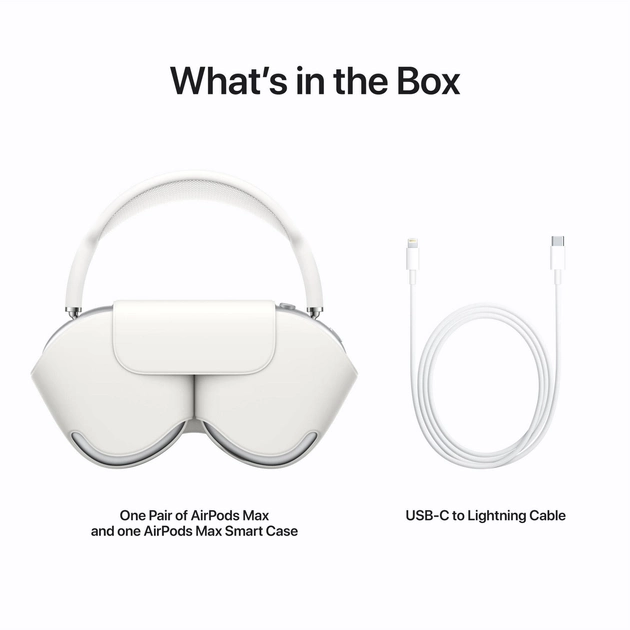 What’s in the Box
One Pair of AirPods Max
and one AirPods Max Smart Case
USB-C to Lightning Cable